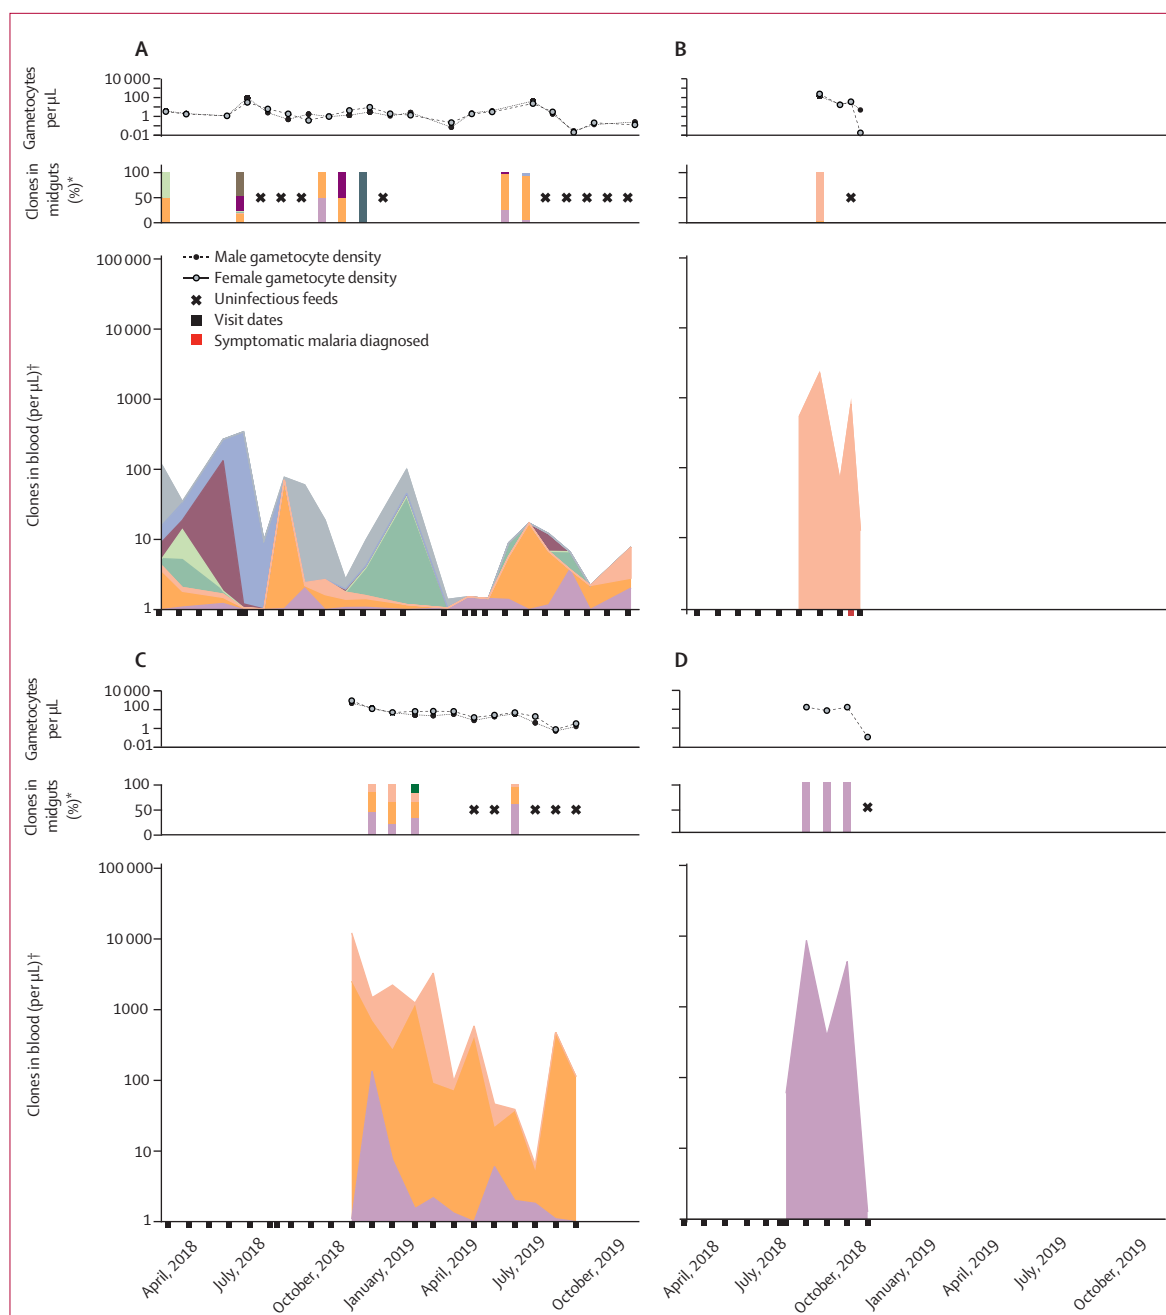 A
B
Gametocytes
per µL
10 000
100
1
0·01
Clones in
midguts
(%)*
100
50
0
Clones in blood (per µL)†
100 000
10 000
1000
100
10
1
Male gametocyte density
Female gametocyte density
Uninfectious feeds
Visit dates
Symptomatic malaria diagnosed
C
D
Gametocytes
per µL
10 000
100
1
0·01
Clones in
midguts
(%)*
100
50
0
Clones in blood (per µL)†
100 000
10 000
1000
100
10
1
April, 2018
July, 2018
October, 2018
January, 2019
April, 2019
July, 2019
October, 2019
April, 2018
July, 2018
October, 2018
January, 2019
April, 2019
July, 2019
October, 2019